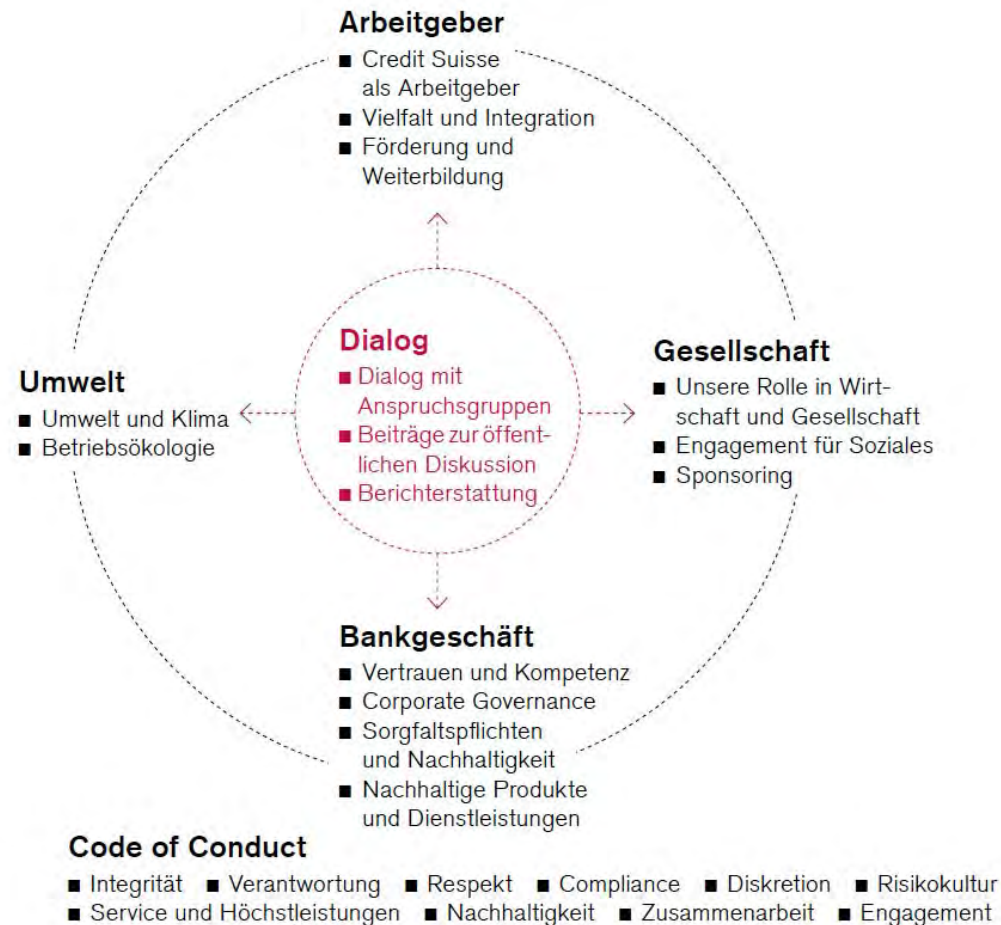 Arbeitgeber
■ Credit Suisse
als Arbeitgeber
■ Vielfalt und Integration
■ Förderung und
Weiterbildung
Dialog
■ Dialog mit
Anspruchsgruppen
■ Beiträge zur öffent-
lichen Diskussion
■ Berichterstattung
Umwelt
■ Umwelt und Klima
■ Betriebsökologie
Gesellschaft
■ Unsere Rolle in Wirt-
schaft und Gesellschaft
■ Engagement für Soziales
■ Sponsoring
Bankgeschäft
■ Vertrauen und Kompetenz
■ Corporate Governance
■ Sorgfaltspflichten
und Nachhaltigkeit
■ Nachhaltige Produkte
und Dienstleistungen
Code of Conduct
■ Integrität ■ Verantwortung ■ Respekt ■ Compliance ■ Diskretion ■ Risikokultur
■ Service und Höchstleistungen ■ Nachhaltigkeit ■ Zusammenarbeit ■ Engagement